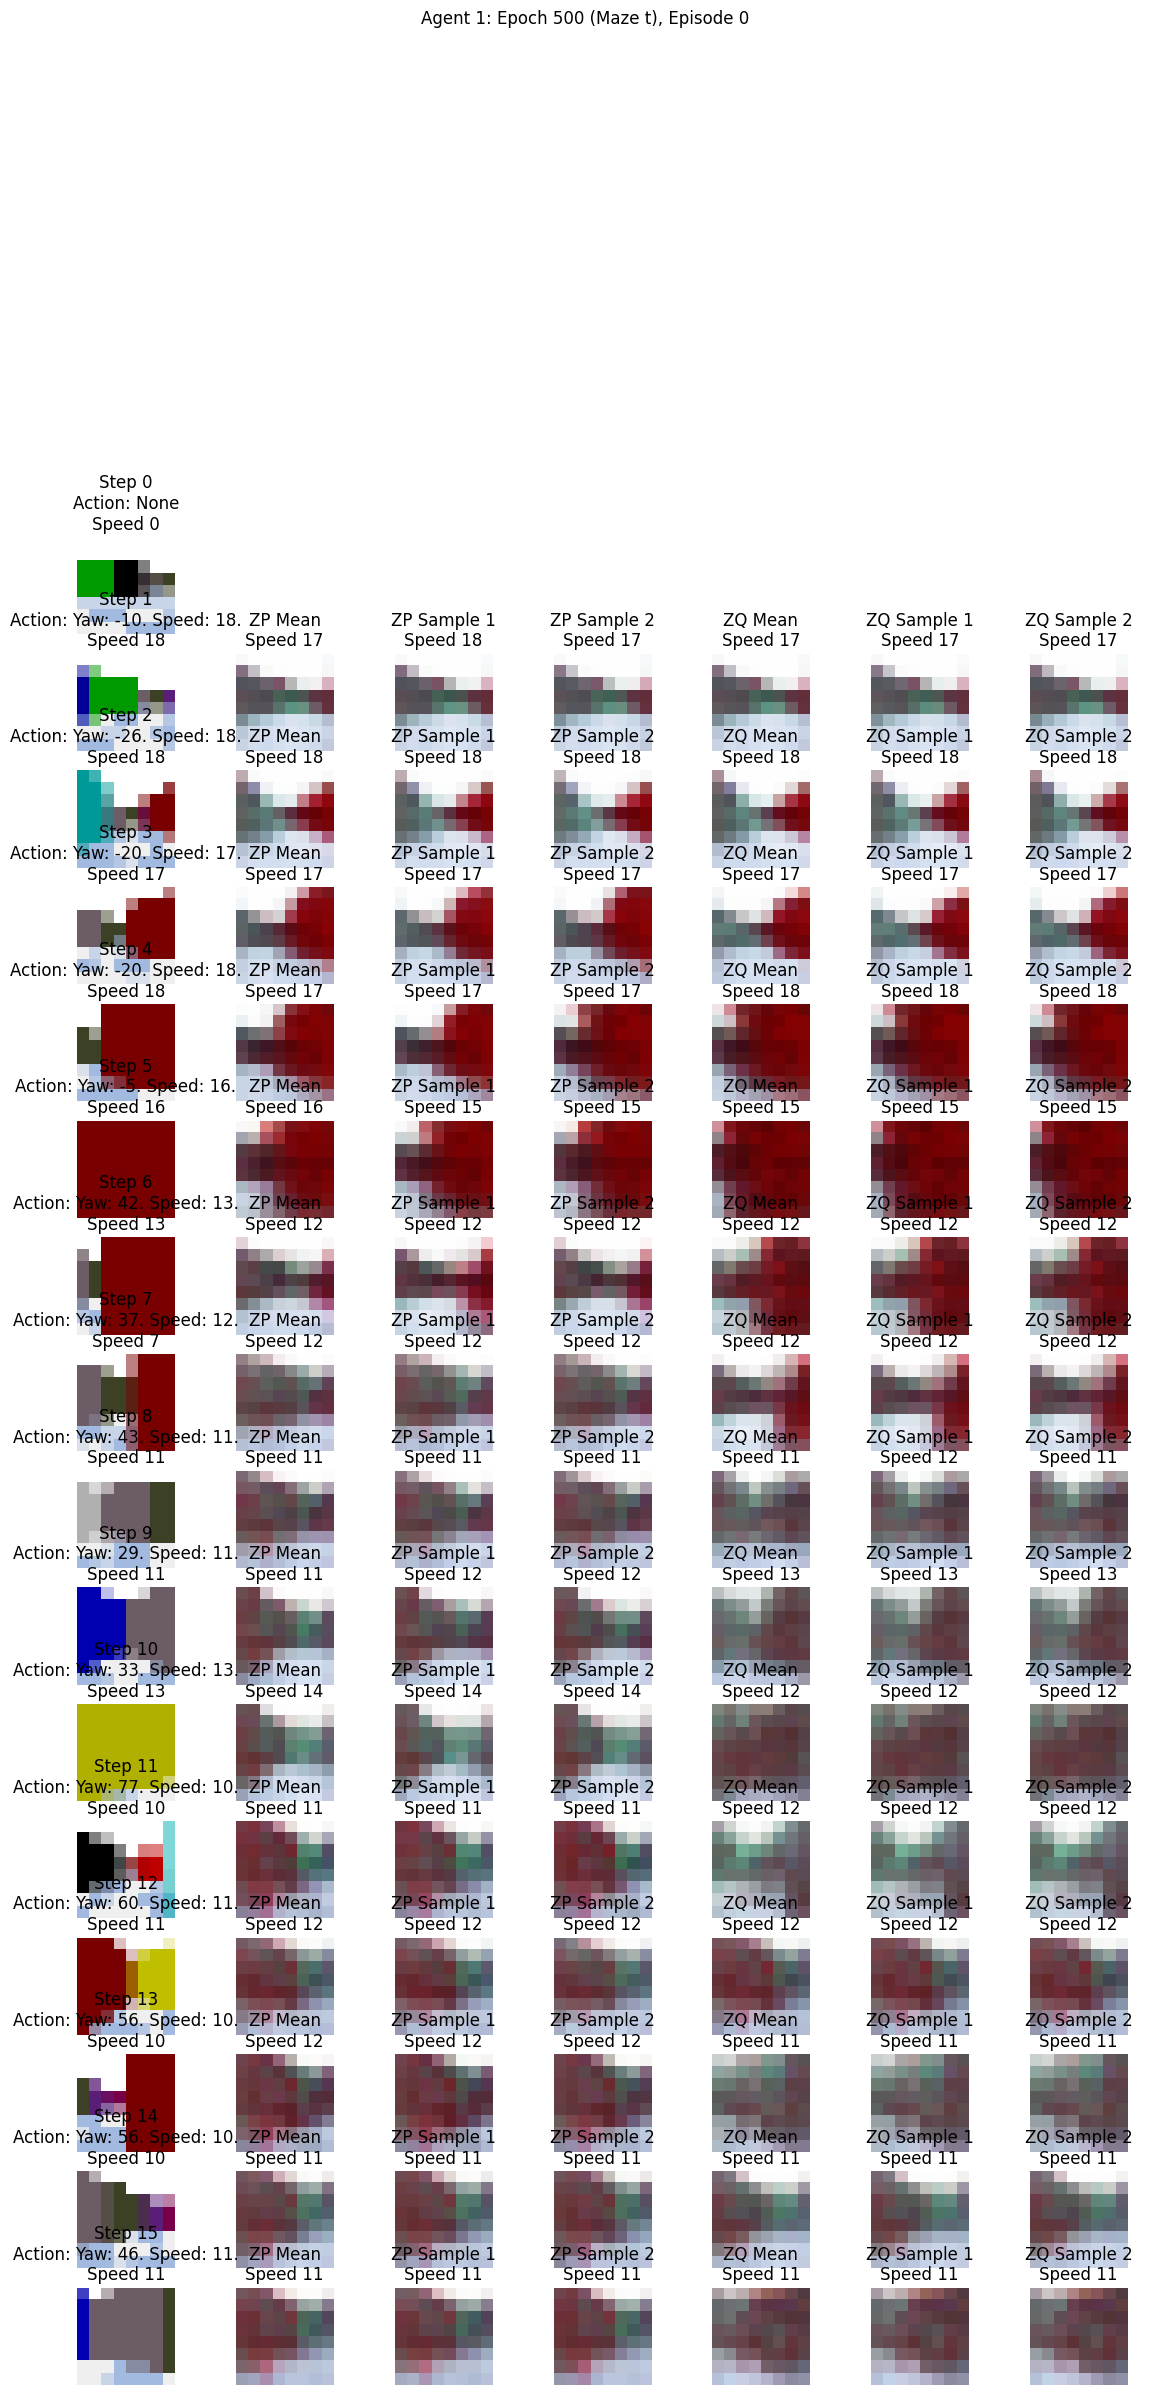 Agent 1: Epoch 500 (Maze t), Episode 0
Step 0
Action: None
Speed 0
Step 1
Action: Yaw: -10. Speed: 18. ZP Mean ZP Sample 1 ZP Sample 2 ZQ Mean ZQ Sample 1 ZQ Sample 2
Speed 18 Speed 17 Speed 18 Speed 17 Speed 17 Speed 17 Speed 17
Step 2
Action: Yaw: -26. Speed: 18. ZP Mean ZP Sample 1 ZP Sample 2 ZQ Mean ZQ Sample 1 ZQ Sample 2
Speed 18 Speed 18 Speed 18 Speed 18 Speed 18 Speed 18 Speed 18
Step 3
Action: Yaw: -20. Speed: 17. ZP Mean ZP Sample 1 ZP Sample 2 ZQ Mean ZQ Sample 1 ZQ Sample 2
Speed 17 Speed 17 Speed 17 Speed 17 Speed 17 Speed 17 Speed 17
Step 4
Action: Yaw: -20. Speed: 18. ZP Mean ZP Sample 1 ZP Sample 2 ZQ Mean ZQ Sample 1 ZQ Sample 2
Speed 18 Speed 17 Speed 17 Speed 17 Speed 18 Speed 18 Speed 18
Step 5
Action: Yaw: -5. Speed: 16. ZP Mean ZP Sample 1 ZP Sample 2 ZQ Mean ZQ Sample 1 ZQ Sample 2
Speed 16 Speed 16 Speed 15 Speed 15 Speed 15 Speed 15 Speed 15
Step 6
Action: Yaw: 42. Speed: 13. ZP Mean ZP Sample 1 ZP Sample 2 ZQ Mean ZQ Sample 1 ZQ Sample 2
Speed 13 Speed 12 Speed 12 Speed 12 Speed 12 Speed 12 Speed 12
Step 7
Action: Yaw: 37. Speed: 12. ZP Mean ZP Sample 1 ZP Sample 2 ZQ Mean ZQ Sample 1 ZQ Sample 2
Speed 7 Speed 12 Speed 12 Speed 12 Speed 12 Speed 12 Speed 12
Step 8
Action: Yaw: 43. Speed: 11. ZP Mean ZP Sample 1 ZP Sample 2 ZQ Mean ZQ Sample 1 ZQ Sample 2
Speed 11 Speed 11 Speed 11 Speed 11 Speed 11 Speed 12 Speed 11
Step 9
Action: Yaw: 29. Speed: 11. ZP Mean ZP Sample 1 ZP Sample 2 ZQ Mean ZQ Sample 1 ZQ Sample 2
Speed 11 Speed 11 Speed 12 Speed 12 Speed 13 Speed 13 Speed 13
Step 10
Action: Yaw: 33. Speed: 13. ZP Mean ZP Sample 1 ZP Sample 2 ZQ Mean ZQ Sample 1 ZQ Sample 2
Speed 13 Speed 14 Speed 14 Speed 14 Speed 12 Speed 12 Speed 12
Step 11
Action: Yaw: 77. Speed: 10. ZP Mean ZP Sample 1 ZP Sample 2 ZQ Mean ZQ Sample 1 ZQ Sample 2
Speed 10 Speed 11 Speed 11 Speed 11 Speed 12 Speed 12 Speed 12
Step 12
Action: Yaw: 60. Speed: 11. ZP Mean ZP Sample 1 ZP Sample 2 ZQ Mean ZQ Sample 1 ZQ Sample 2
Speed 11 Speed 12 Speed 12 Speed 12 Speed 12 Speed 12 Speed 12
Step 13
Action: Yaw: 56. Speed: 10. ZP Mean ZP Sample 1 ZP Sample 2 ZQ Mean ZQ Sample 1 ZQ Sample 2
Speed 10 Speed 12 Speed 12 Speed 12 Speed 11 Speed 11 Speed 11
Step 14
Action: Yaw: 56. Speed: 10. ZP Mean ZP Sample 1 ZP Sample 2 ZQ Mean ZQ Sample 1 ZQ Sample 2
Speed 10 Speed 11 Speed 11 Speed 11 Speed 11 Speed 11 Speed 11
Step 15
Action: Yaw: 46. Speed: 11. ZP Mean ZP Sample 1 ZP Sample 2 ZQ Mean ZQ Sample 1 ZQ Sample 2
Speed 11 Speed 11 Speed 11 Speed 11 Speed 11 Speed 11 Speed 11